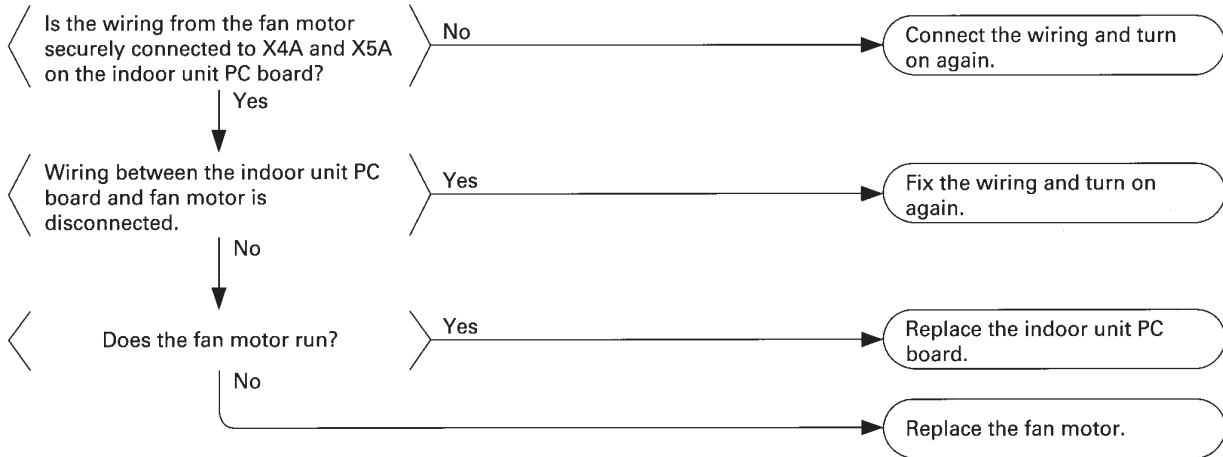 Is the wiring from the fan motor
securely connected to X4A and X5A
on the indoor unit PC board?
No
Connect the wiring and turn
on again.
Yes
Wiring between the indoor unit PC
board and fan motor is
disconnected.
Yes
Fix the wiring and turn on
again.
No
Does the fan motor run?
Yes
Replace the indoor unit PC
board.
No
Replace the fan motor.